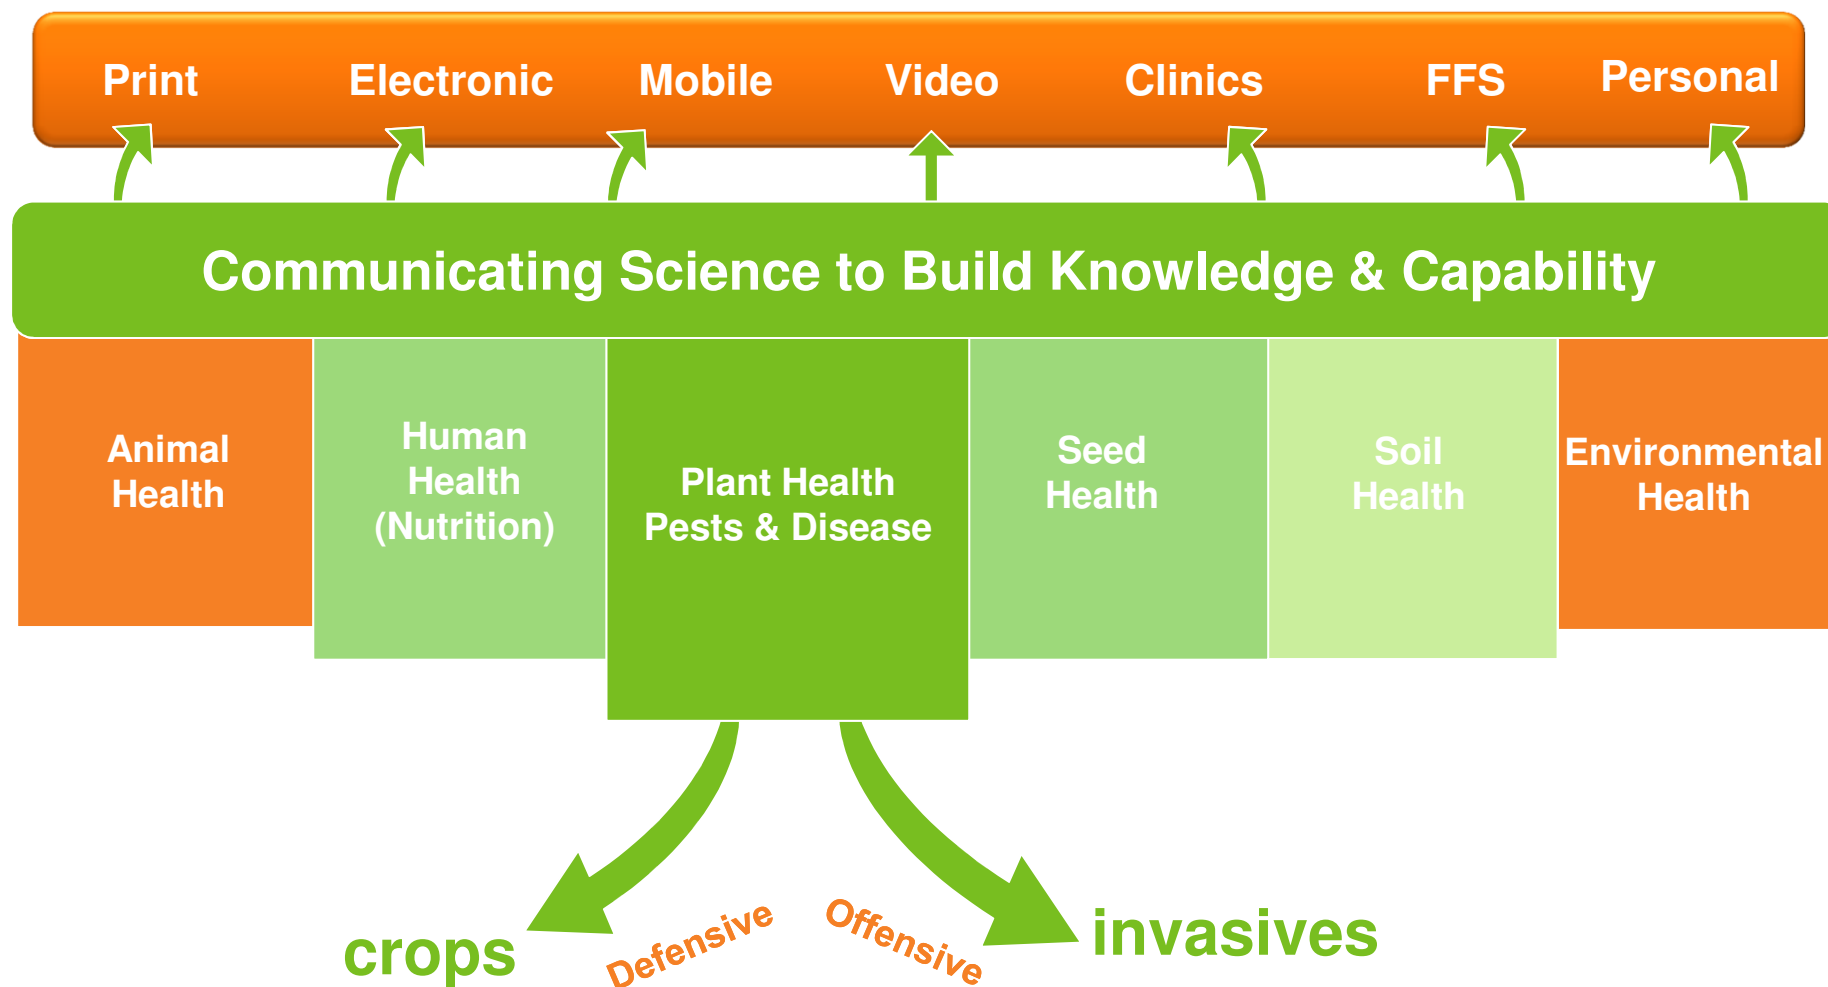 Print Electronic Mobile Video Clinics FFS Personal
Communicating Science to Build Knowledge & Capability
Animal
Health
Human
Health
(Nutrition)
Plant Health
Pests & Disease
Seed
Health
Soil
Health
Environmental
Health
crops
Defensive
Offensive
invasives